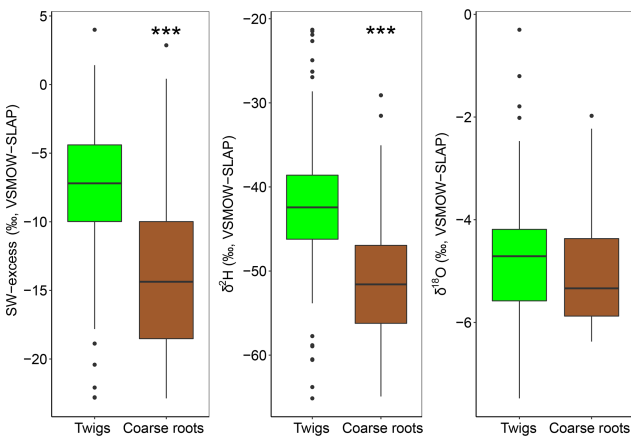 SW−excess (‰, VSMOW−SLAP)
5
0
−5
−10
−15
−20
***
Twigs
Coarse roots
δ²H (‰, VSMOW−SLAP)
−20
−30
−40
−50
−60
***
Twigs
Coarse roots
δ¹⁸O (‰, VSMOW−SLAP)
0
−2
−4
−6
Twigs
Coarse roots